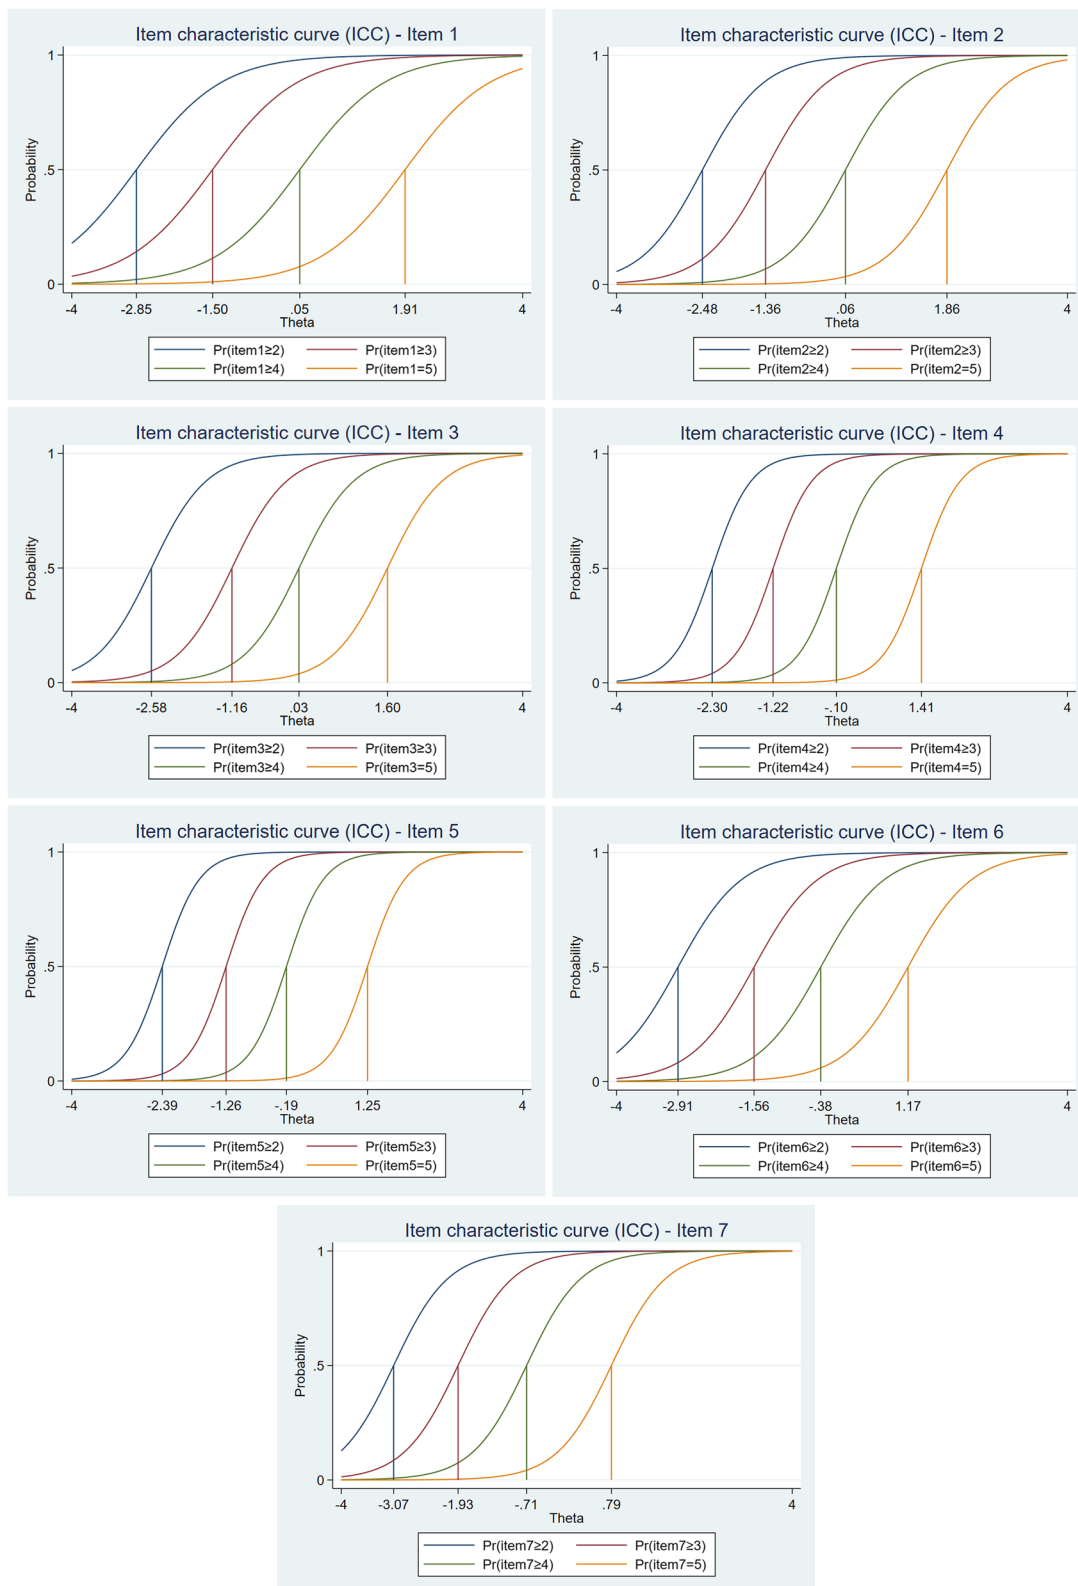 Item characteristic curve (ICC) - Item 1
1
.5
0
Probability
-4 -2.85 -1.50 .05 1.91 4
Theta
Pr(item1≥2) Pr(item1≥3)
Pr(item1≥4) Pr(item1=5)
Item characteristic curve (ICC) - Item 2
1
.5
0
Probability
-4 -2.48 -1.36 .06 1.86 4
Theta
Pr(item2≥2) Pr(item2≥3)
Pr(item2≥4) Pr(item2=5)
Item characteristic curve (ICC) - Item 3
1
.5
0
Probability
-4 -2.58 -1.16 .03 1.60 4
Theta
Pr(item3≥2) Pr(item3≥3)
Pr(item3≥4) Pr(item3=5)
Item characteristic curve (ICC) - Item 4
1
.5
0
Probability
-4 -2.30 -1.22 -.10 1.41 4
Theta
Pr(item4≥2) Pr(item4≥3)
Pr(item4≥4) Pr(item4=5)
Item characteristic curve (ICC) - Item 5
1
.5
0
Probability
-4 -2.39 -1.26 -.19 1.25 4
Theta
Pr(item5≥2) Pr(item5≥3)
Pr(item5≥4) Pr(item5=5)
Item characteristic curve (ICC) - Item 6
1
.5
0
Probability
-4 -2.91 -1.56 -.38 1.17 4
Theta
Pr(item6≥2) Pr(item6≥3)
Pr(item6≥4) Pr(item6=5)
Item characteristic curve (ICC) - Item 7
1
.5
0
Probability
-4 -3.07 -1.93 -.71 .79 4
Theta
Pr(item7≥2) Pr(item7≥3)
Pr(item7≥4) Pr(item7=5)